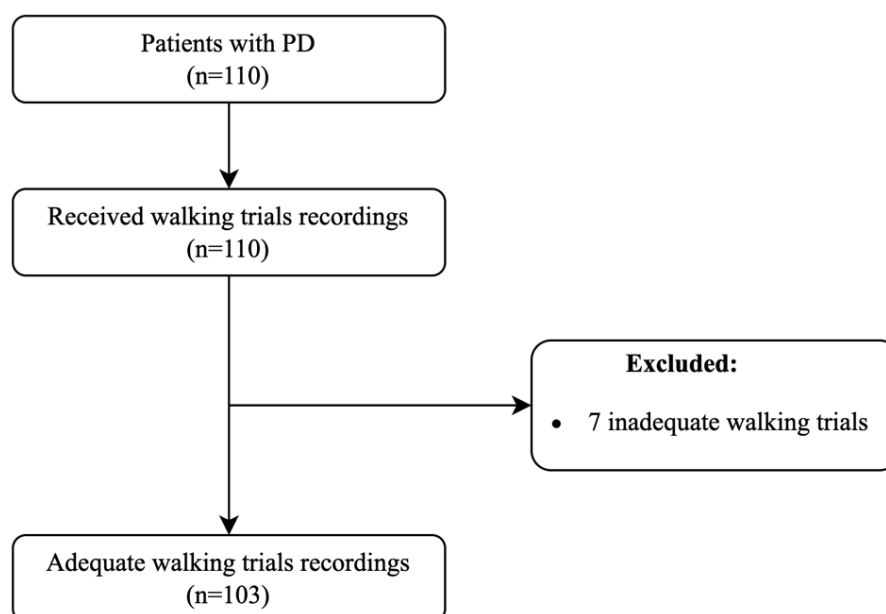 Patients with PD
(n=110)
Received walking trials recordings
(n=110)
Excluded:
• 7 inadequate walking trials
Adequate walking trials recordings
(n=103)